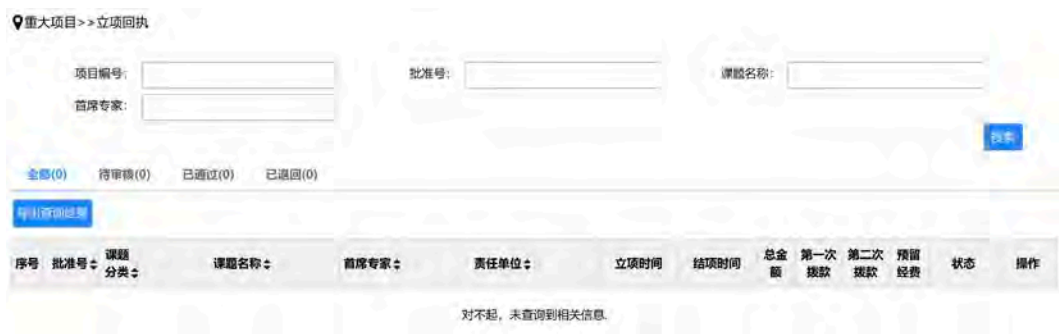 重大项目>>立项回执
项目编号: 批准号: 课题名称:
首席专家:
搜索
全部(0) 待审核(0) 已通过(0) 已退回(0)
导出查询结果
序号 批准号 课题分类 课题名称 首席专家 责任单位 立项时间 结项时间 总金额 第一次拨款 第二次拨款 预留经费 状态 操作
对不起，未查询到相关信息.